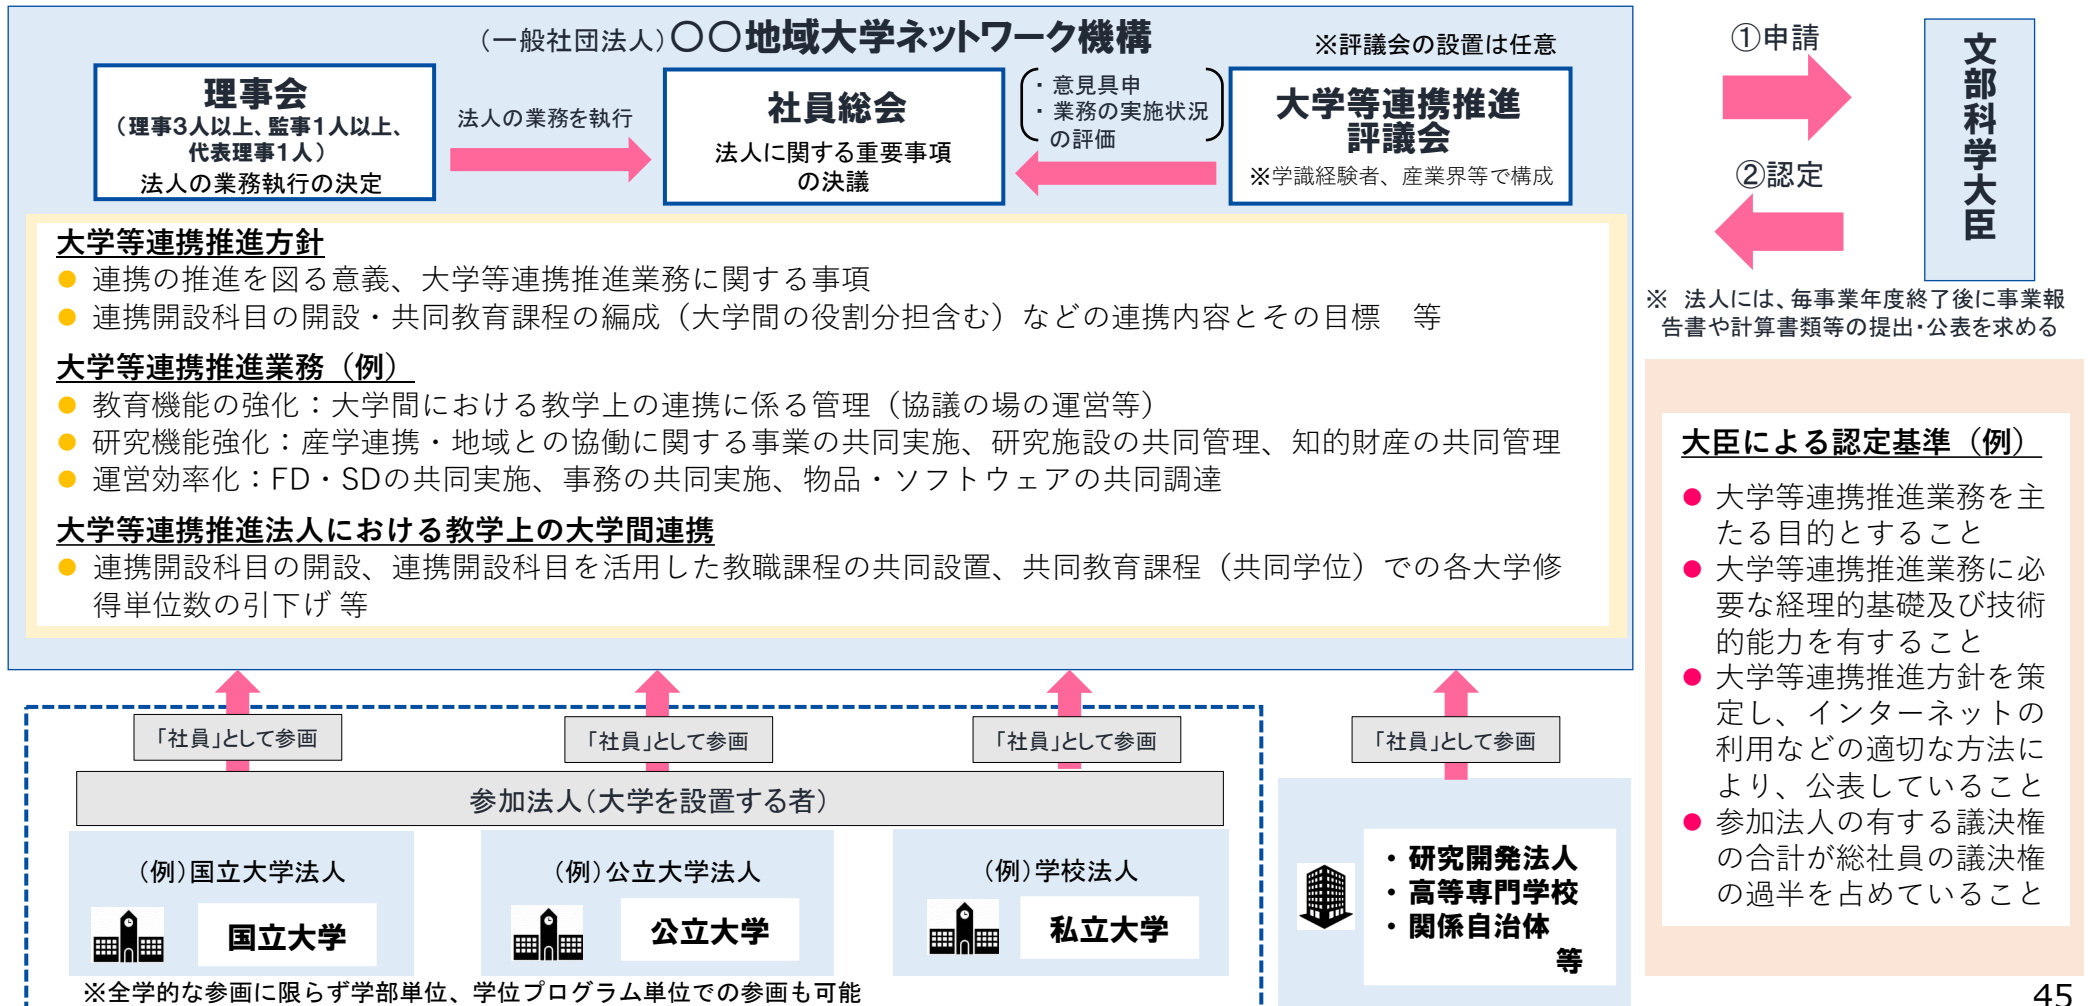 （一般社団法人）〇〇地域大学ネットワーク機構
※評議会の設置は任意
理事会
（理事3人以上、監事1人以上、
代表理事1人）
法人の業務執行の決定
法人の業務を執行
社員総会
法人に関する重要事項
の決議
・意見具申
・業務の実施状況
の評価
大学等連携推進
評議会
※学識経験者、産業界等で構成
大学等連携推進方針
● 連携の推進を図る意義、大学等連携推進業務に関する事項
● 連携開設科目の開設・共同教育課程の編成（大学間の役割分担含む）などの連携内容とその目標　等
大学等連携推進業務（例）
● 教育機能の強化：大学間における教学上の連携に係る管理（協議の場の運営等）
● 研究機能強化：産学連携・地域との協働に関する事業の共同実施、研究施設の共同管理、知的財産の共同管理
● 運営効率化：FD・SDの共同実施、事務の共同実施、物品・ソフトウェアの共同調達
大学等連携推進法人における教学上の大学間連携
● 連携開設科目の開設、連携開設科目を活用した教職課程の共同設置、共同教育課程（共同学位）での各大学修
得単位数の引下げ 等
「社員」として参画
「社員」として参画
「社員」として参画
「社員」として参画
参加法人（大学を設置する者）
（例）国立大学法人
国立大学
（例）公立大学法人
公立大学
（例）学校法人
私立大学
・研究開発法人
・高等専門学校
・関係自治体
等
※全学的な参画に限らず学部単位、学位プログラム単位での参画も可能
①申請
②認定
文部科学大臣
※ 法人には、毎事業年度終了後に事業報
告書や計算書類等の提出・公表を求める
大臣による認定基準（例）
● 大学等連携推進業務を主
たる目的とすること
● 大学等連携推進業務に必
要な経理的基礎及び技術
的能力を有すること
● 大学等連携推進方針を策
定し、インターネットの
利用などの適切な方法に
より、公表していること
● 参加法人の有する議決権
の合計が総社員の議決権
の過半を占めていること
45